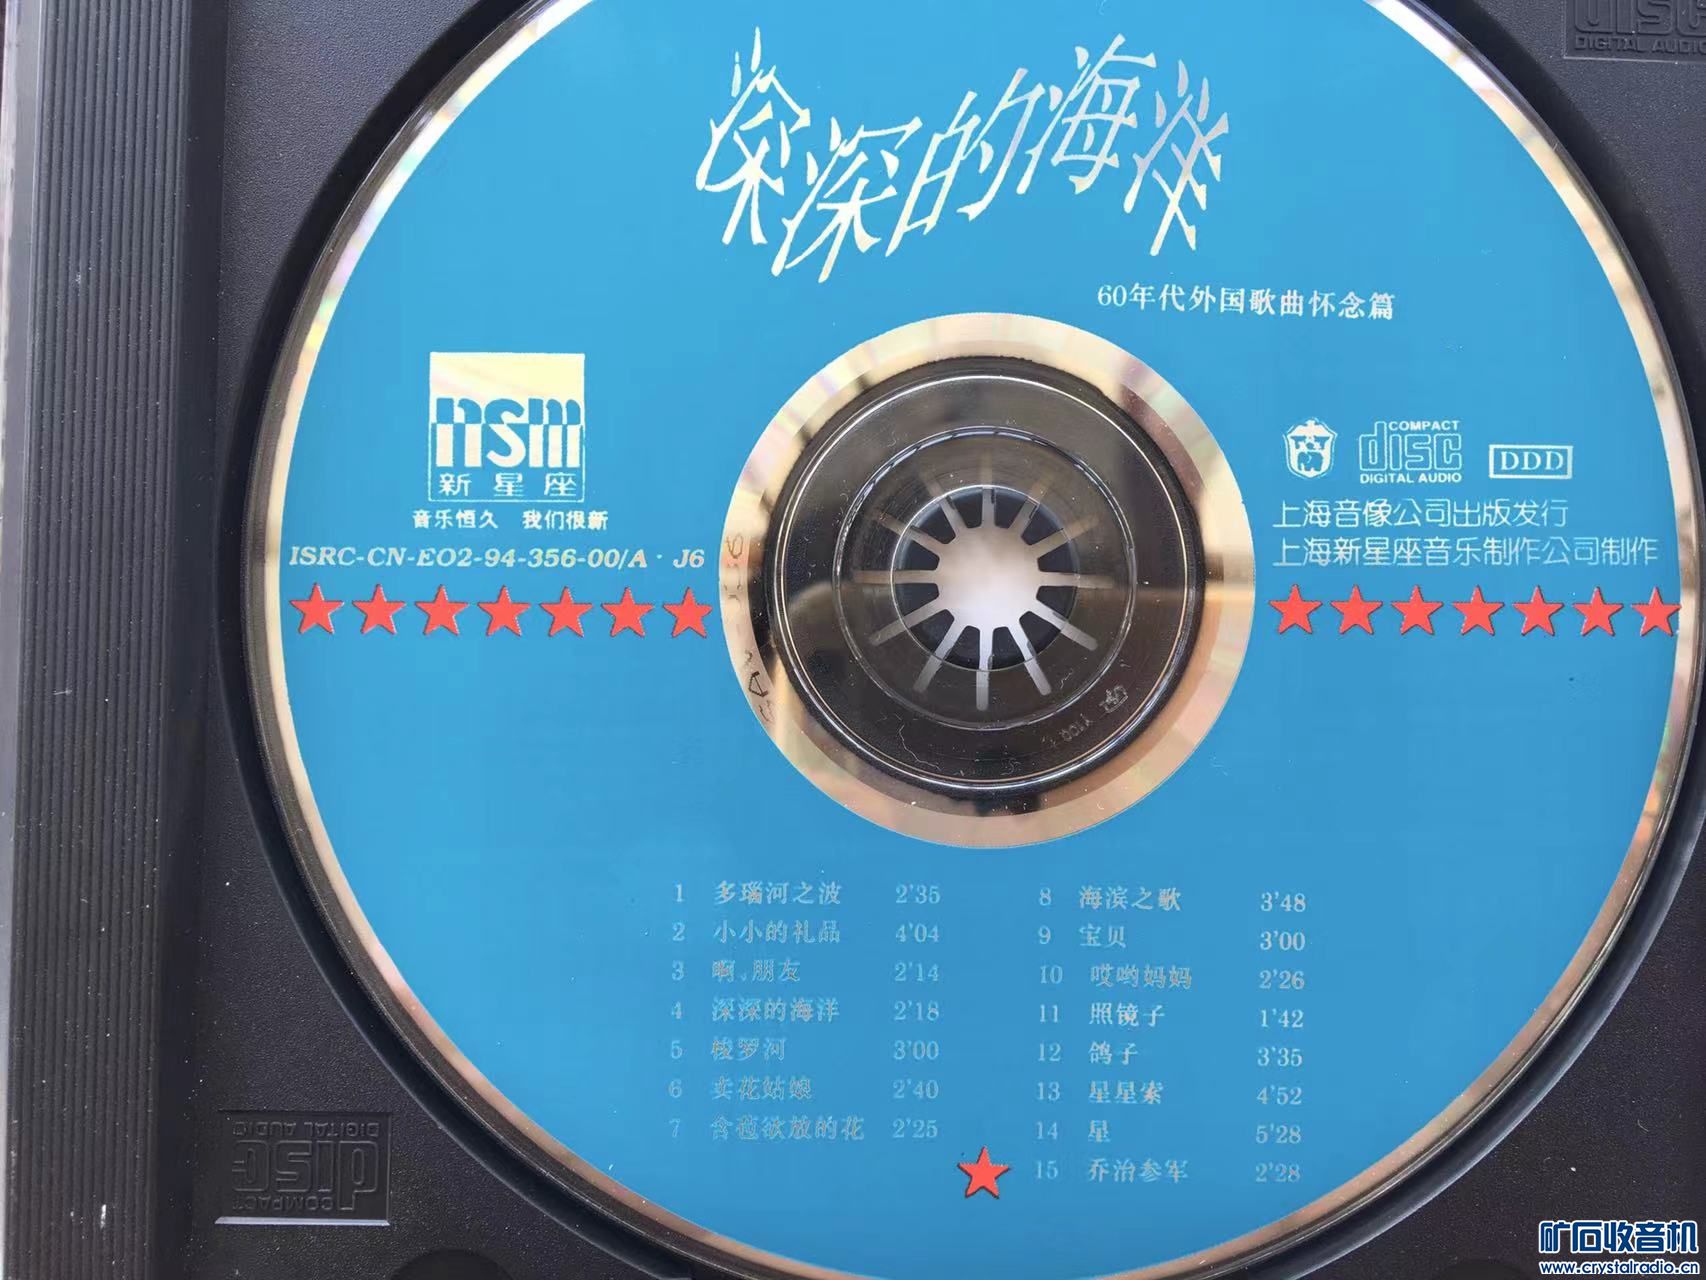 DISC
DIGITAL AUDIO
深深的海洋
60年代外国歌曲怀念篇
nsm
新星座
音乐恒久 我们很新
ISRC-CN-EO2-94-356-00/A·J6
COMPACT
disc
DIGITAL AUDIO
DDD
上海音像公司出版发行
上海新星座音乐制作公司制作
1 多瑙河之波 2'35
2 小小的礼品 4'04
3 啊,朋友 2'14
4 深深的海洋 2'18
5 梭罗河 3'00
6 卖花姑娘 2'40
7 含苞欲放的花 2'25
8 海滨之歌 3'48
9 宝贝 3'00
10 哎哟妈妈 2'26
11 照镜子 1'42
12 鸽子 3'35
13 星星索 4'52
14 星 5'28
15 乔治参军 2'28
COMPACT
disc
DIGITAL AUDIO
矿石收音机
www.crystalradio.cn